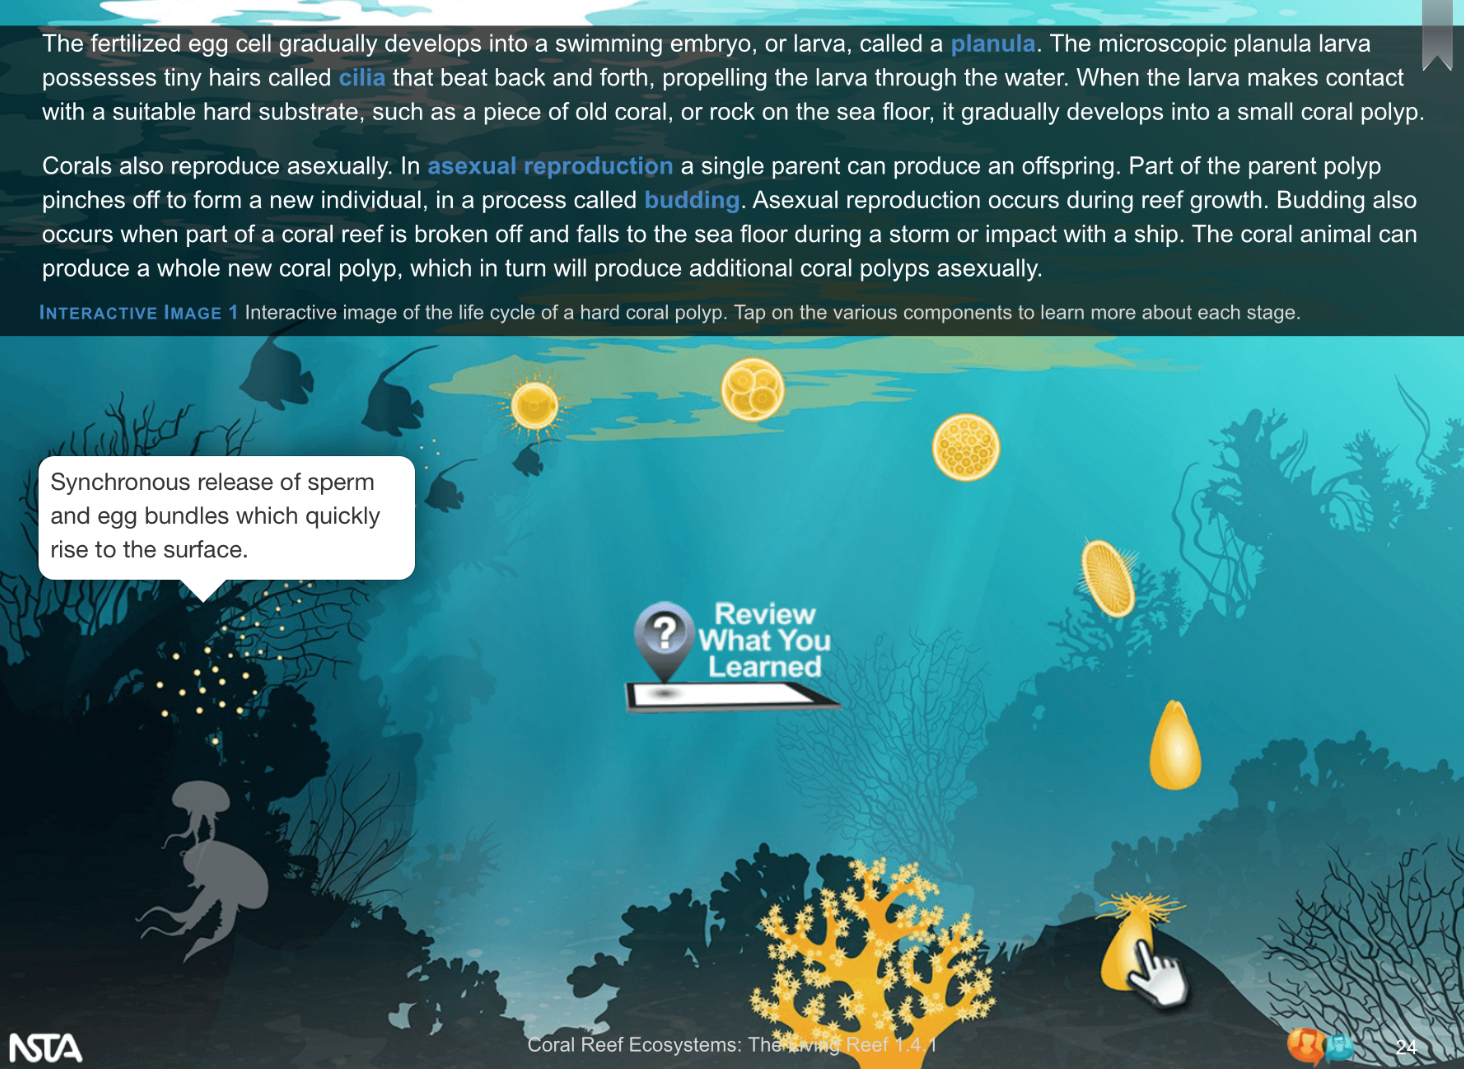 The fertilized egg cell gradually develops into a swimming embryo, or larva, called a planula. The microscopic planula larva
possesses tiny hairs called cilia that beat back and forth, propelling the larva through the water. When the larva makes contact
with a suitable hard substrate, such as a piece of old coral, or rock on the sea floor, it gradually develops into a small coral polyp.
Corals also reproduce asexually. In asexual reproduction a single parent can produce an offspring. Part of the parent polyp
pinches off to form a new individual, in a process called budding. Asexual reproduction occurs during reef growth. Budding also
occurs when part of a coral reef is broken off and falls to the sea floor during a storm or impact with a ship. The coral animal can
produce a whole new coral polyp, which in turn will produce additional coral polyps asexually.
INTERACTIVE IMAGE 1 Interactive image of the life cycle of a hard coral polyp. Tap on the various components to learn more about each stage.
Synchronous release of sperm
and egg bundles which quickly
rise to the surface.
?
Review
What You
Learned
NSTA
Coral Reef Ecosystems: The Living Reef 1.4.1
24